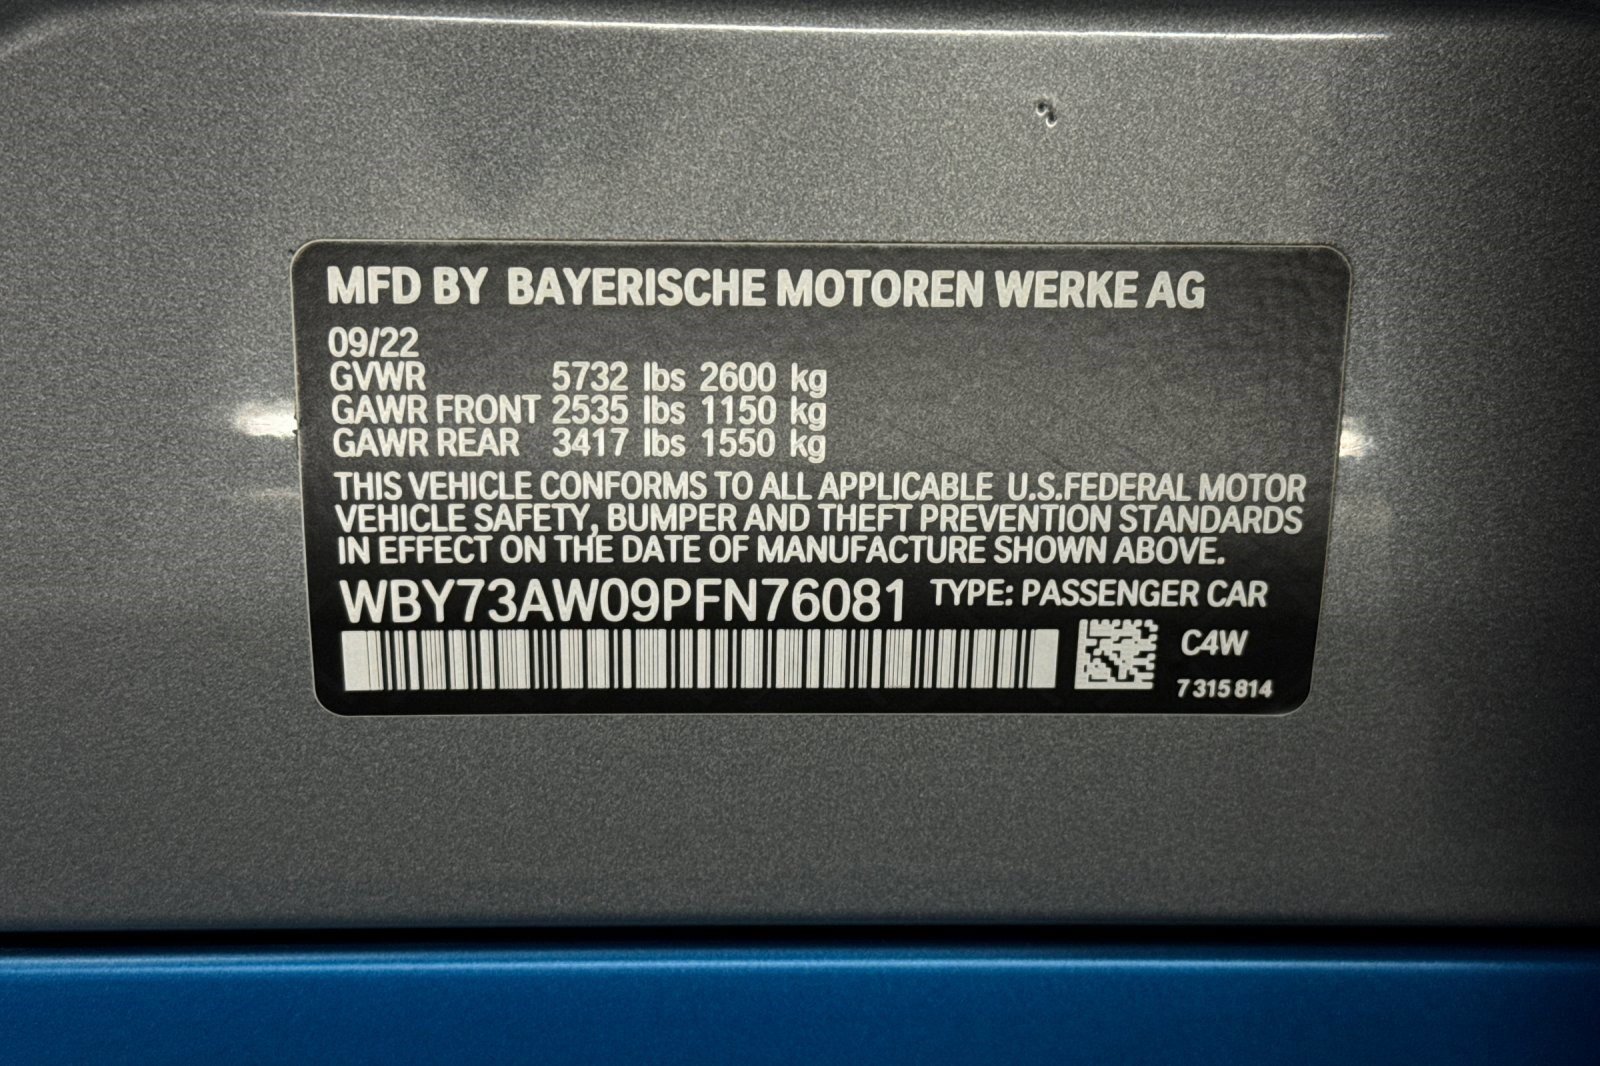 MFD BY BAYERISCHE MOTOREN WERKE AG
09/22
GVWR 5732 lbs 2600 kg
GAWR FRONT 2535 lbs 1150 kg
GAWR REAR 3417 lbs 1550 kg
THIS VEHICLE CONFORMS TO ALL APPLICABLE U.S.FEDERAL MOTOR
VEHICLE SAFETY, BUMPER AND THEFT PREVENTION STANDARDS
IN EFFECT ON THE DATE OF MANUFACTURE SHOWN ABOVE.
WBY73AW09PFN76081 TYPE: PASSENGER CAR
C4W
7 315 814